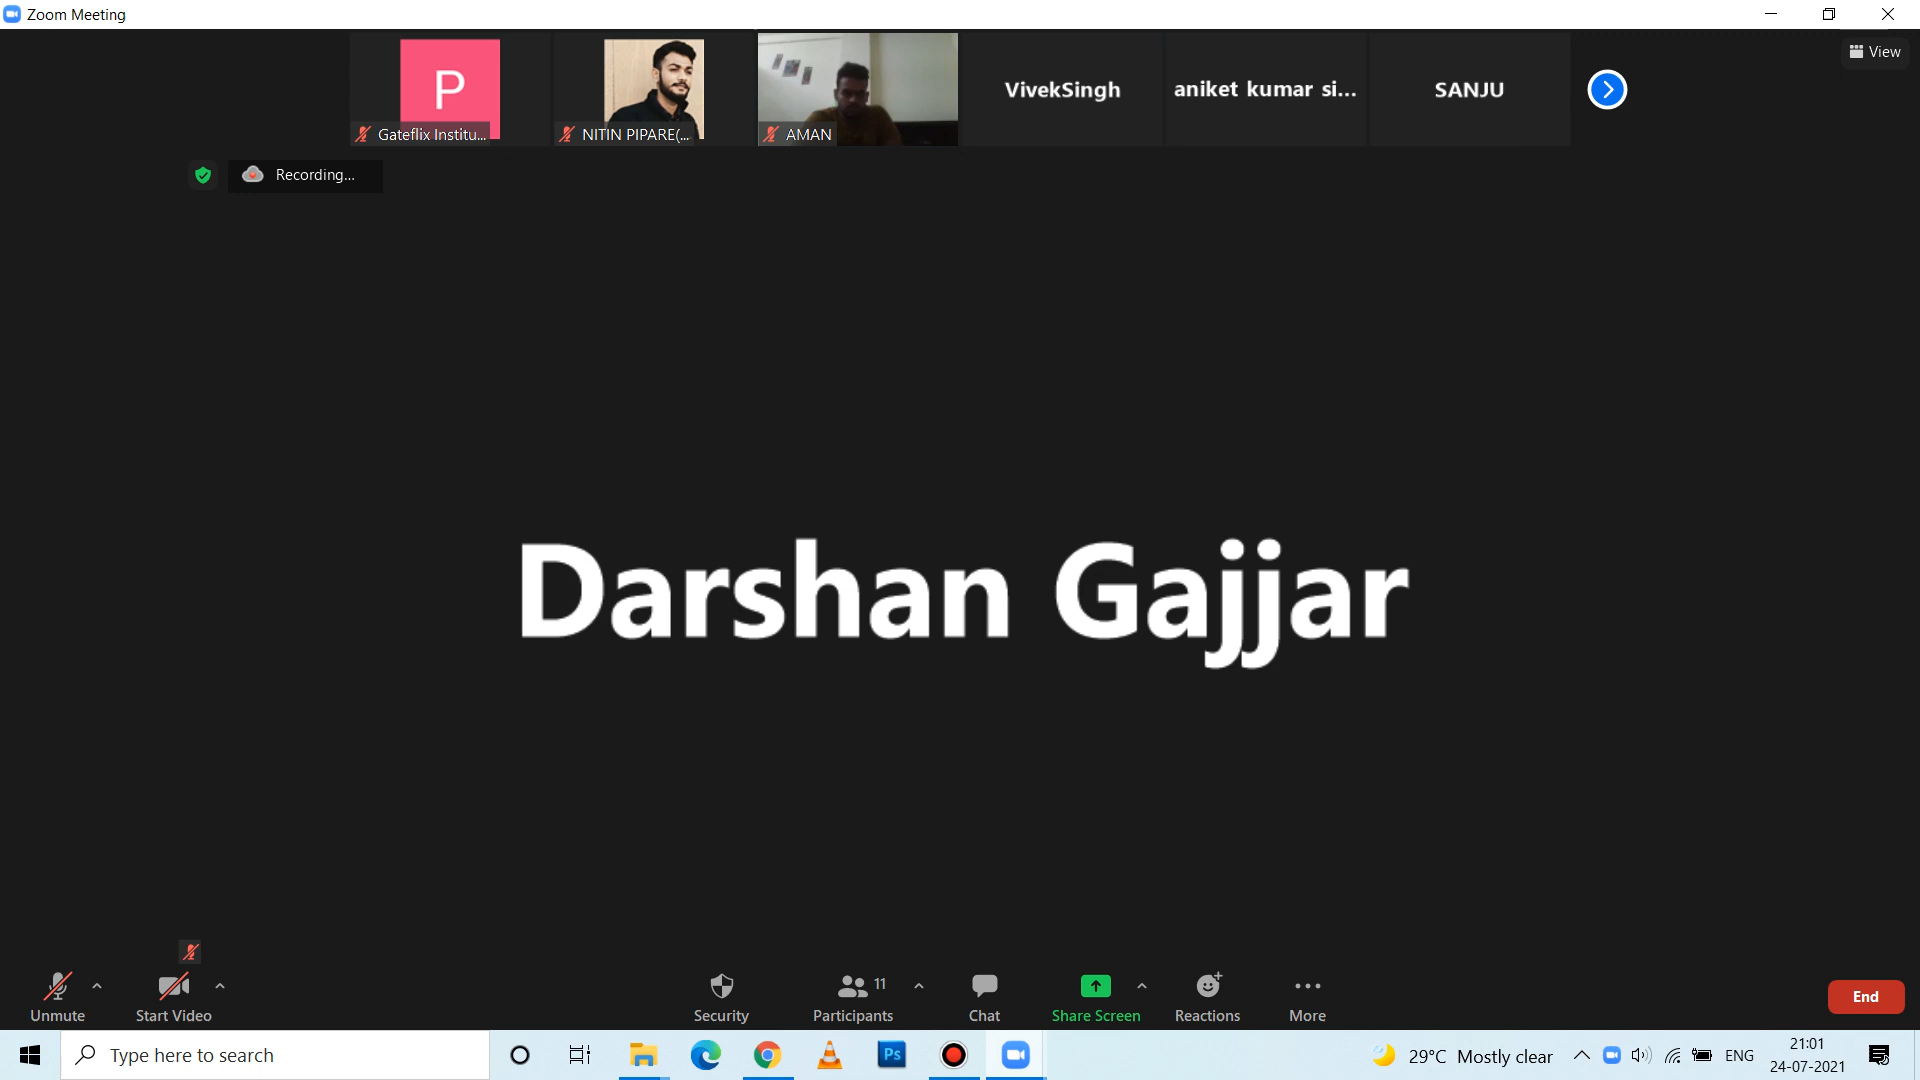 Zoom Meeting
View
P
Gateflix Institu...
NITIN PIPARE(...
AMAN
VivekSingh
aniket kumar si...
SANJU
Recording...
Darshan Gajjar
Unmute
Start Video
Security
11
Participants
Chat
Share Screen
Reactions
More
End
Type here to search
Ps
29°C Mostly clear
ENG
21:01
24-07-2021